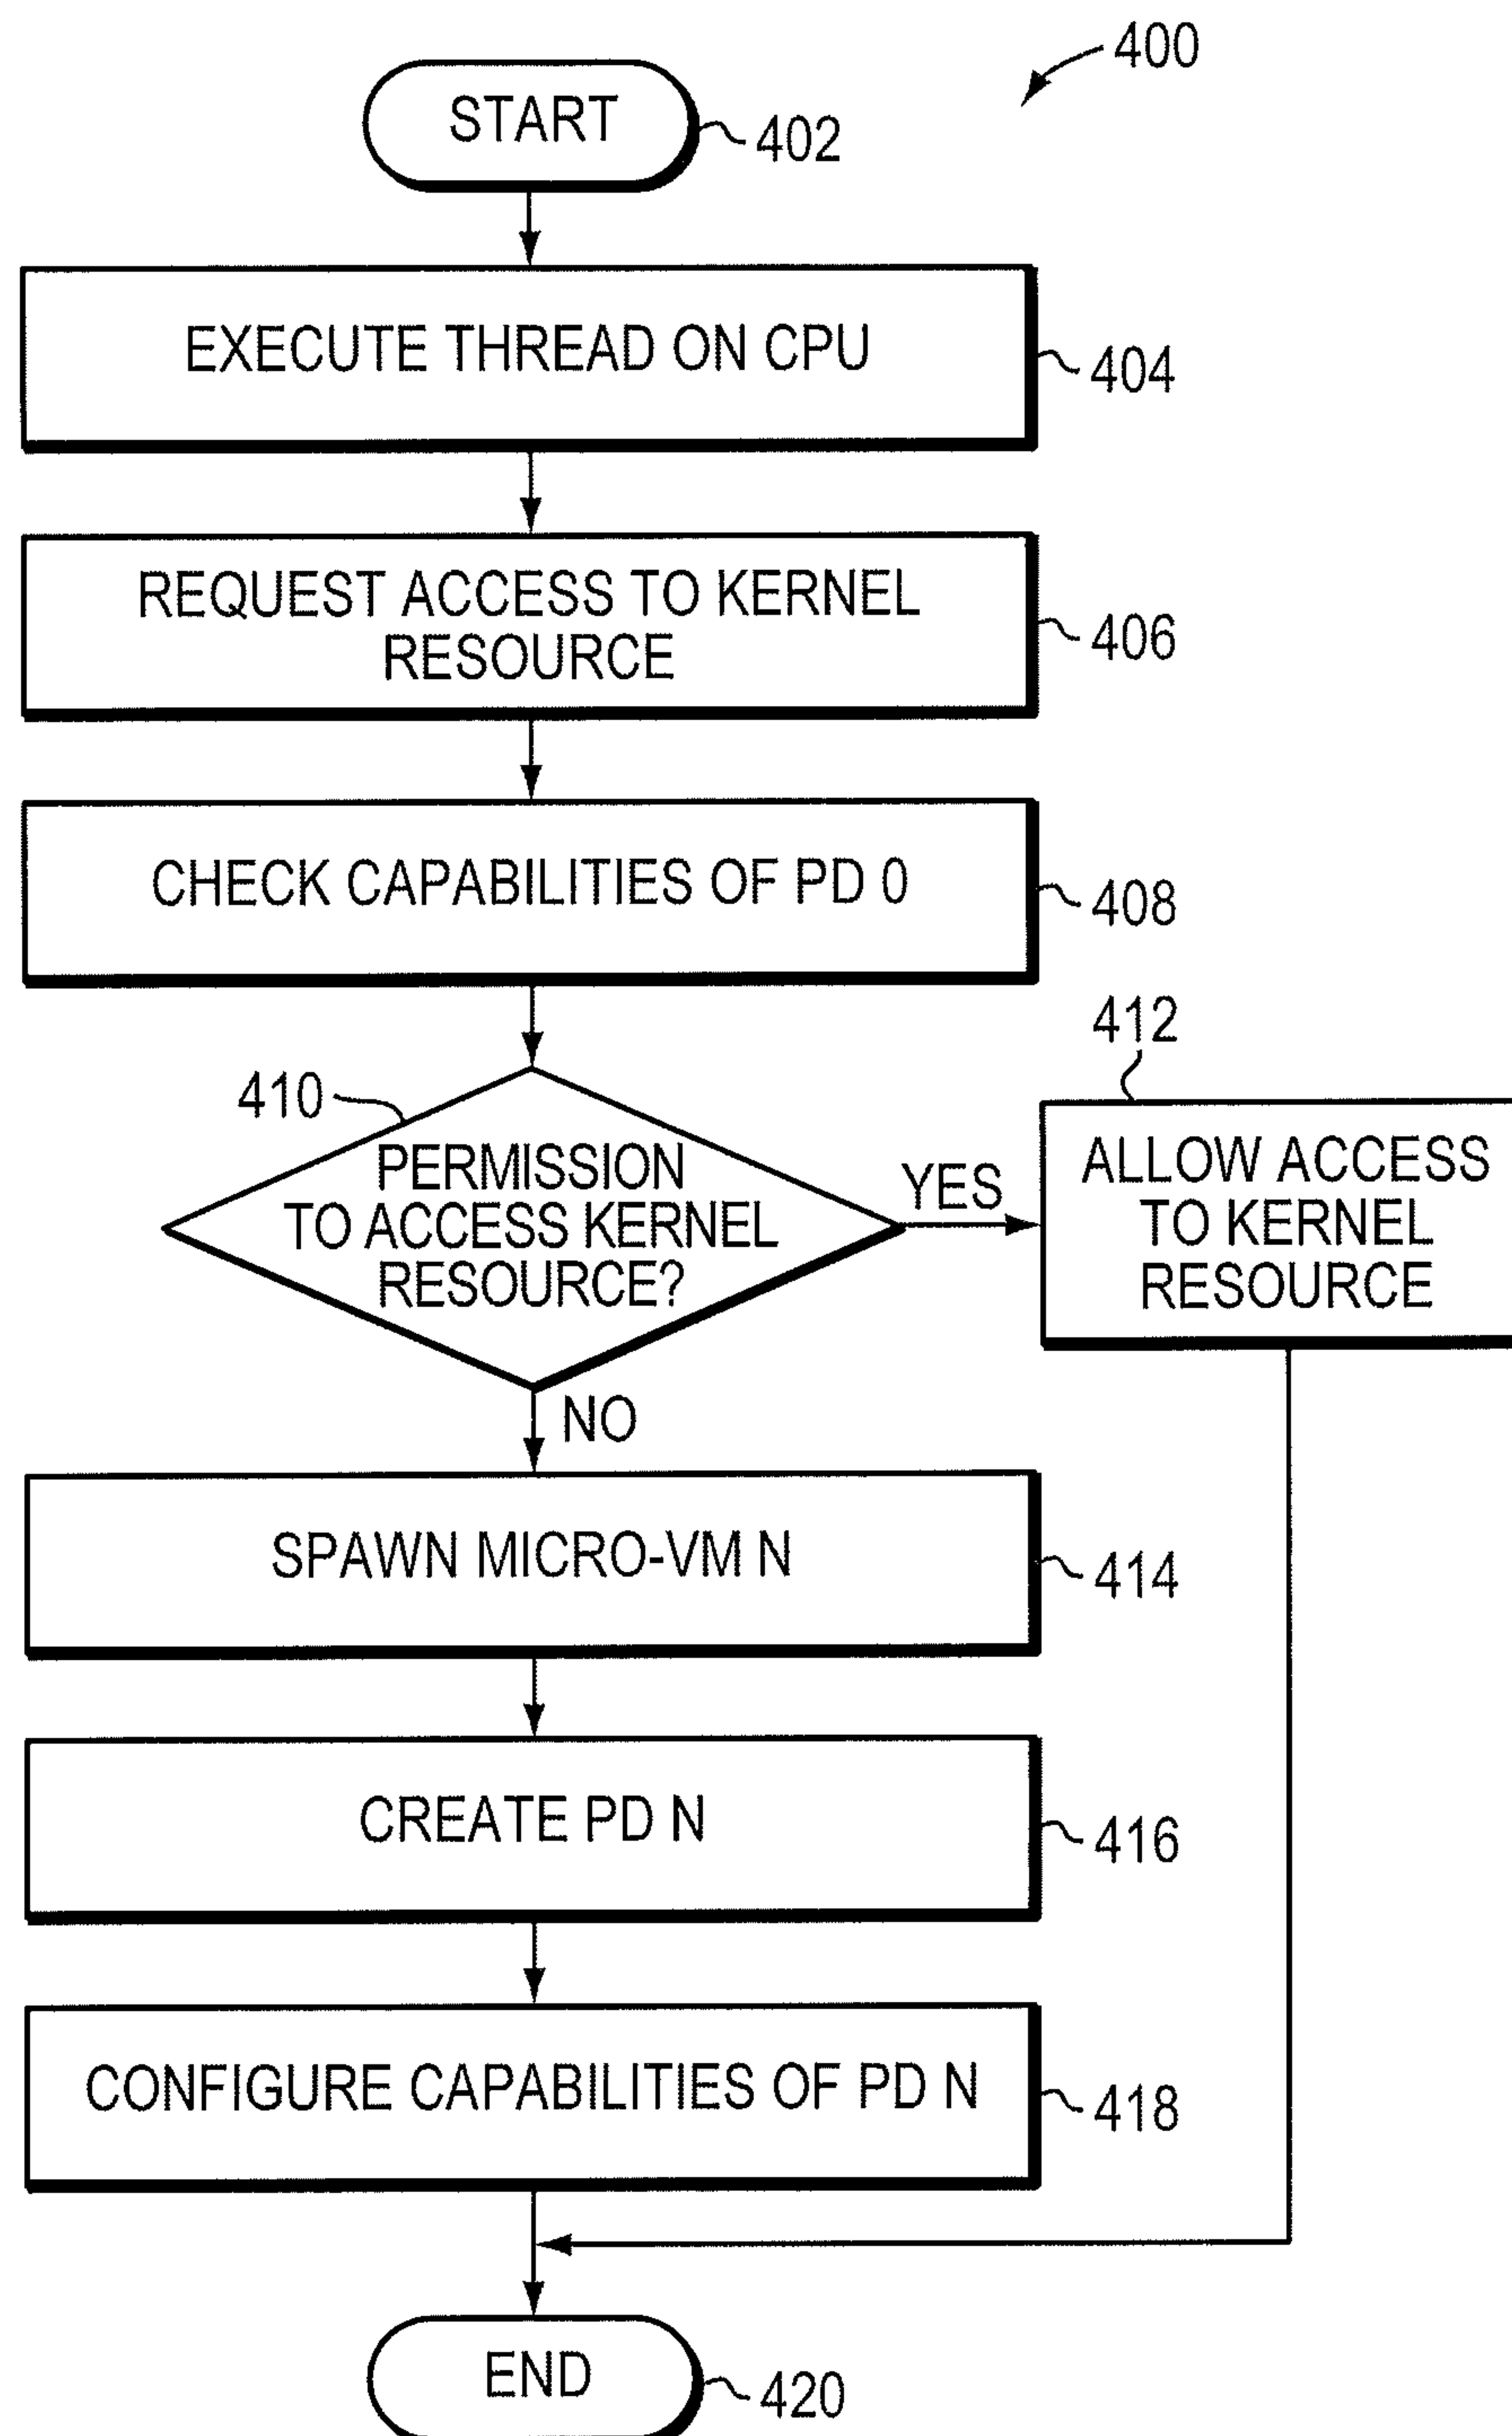 400
START
402
EXECUTE THREAD ON CPU
404
REQUEST ACCESS TO KERNEL
RESOURCE
406
CHECK CAPABILITIES OF PD 0
408
410
PERMISSION
TO ACCESS KERNEL
RESOURCE?
YES
412
ALLOW ACCESS
TO KERNEL
RESOURCE
NO
SPAWN MICRO-VM N
414
CREATE PD N
416
CONFIGURE CAPABILITIES OF PD N
418
END
420